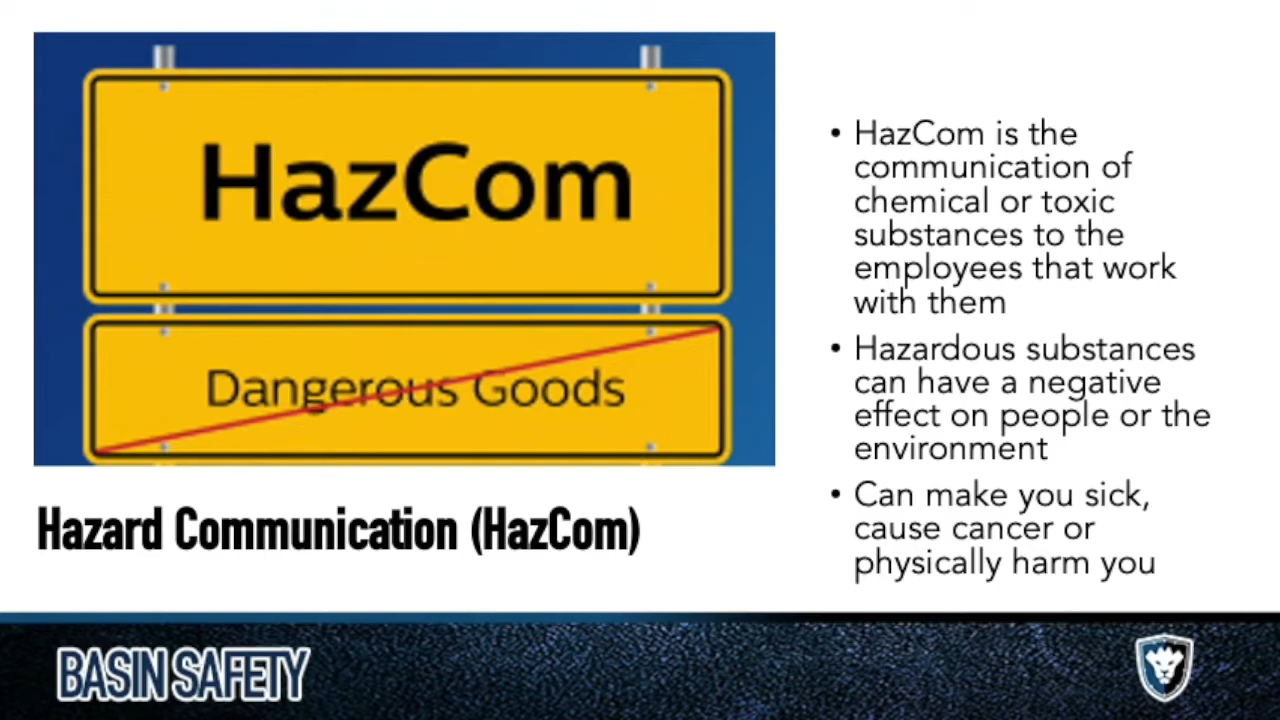 HazCom
Dangerous Goods
Hazard Communication (HazCom)
• HazCom is the
communication of
chemical or toxic
substances to the
employees that work
with them
• Hazardous substances
can have a negative
effect on people or the
environment
• Can make you sick,
cause cancer or
physically harm you
BASIN SAFETY